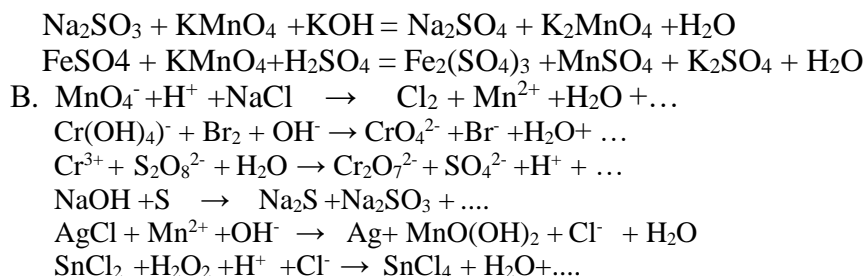 Na₂SO₃ + KMnO₄ +KOH = Na₂SO₄ + K₂MnO₄ +H₂O
FeSO4 + KMnO₄+H₂SO₄ = Fe₂(SO₄)₃ +MnSO₄ + K₂SO₄ + H₂O
B. MnO₄⁻ +H⁺ +NaCl → Cl₂ + Mn²⁺ +H₂O +…
Cr(OH)₄)⁻ + Br₂ + OH⁻ → CrO₄²⁻ +Br⁻ +H₂O+ …
Cr³⁺ + S₂O₈²⁻ + H₂O → Cr₂O₇²⁻ + SO₄²⁻ +H⁺ + …
NaOH +S → Na₂S +Na₂SO₃ + ....
AgCl + Mn²⁺ +OH⁻ → Ag+ MnO(OH)₂ + Cl⁻ + H₂O
SnCl₂ +H₂O₂ +H⁺ +Cl⁻ → SnCl₄ + H₂O+....